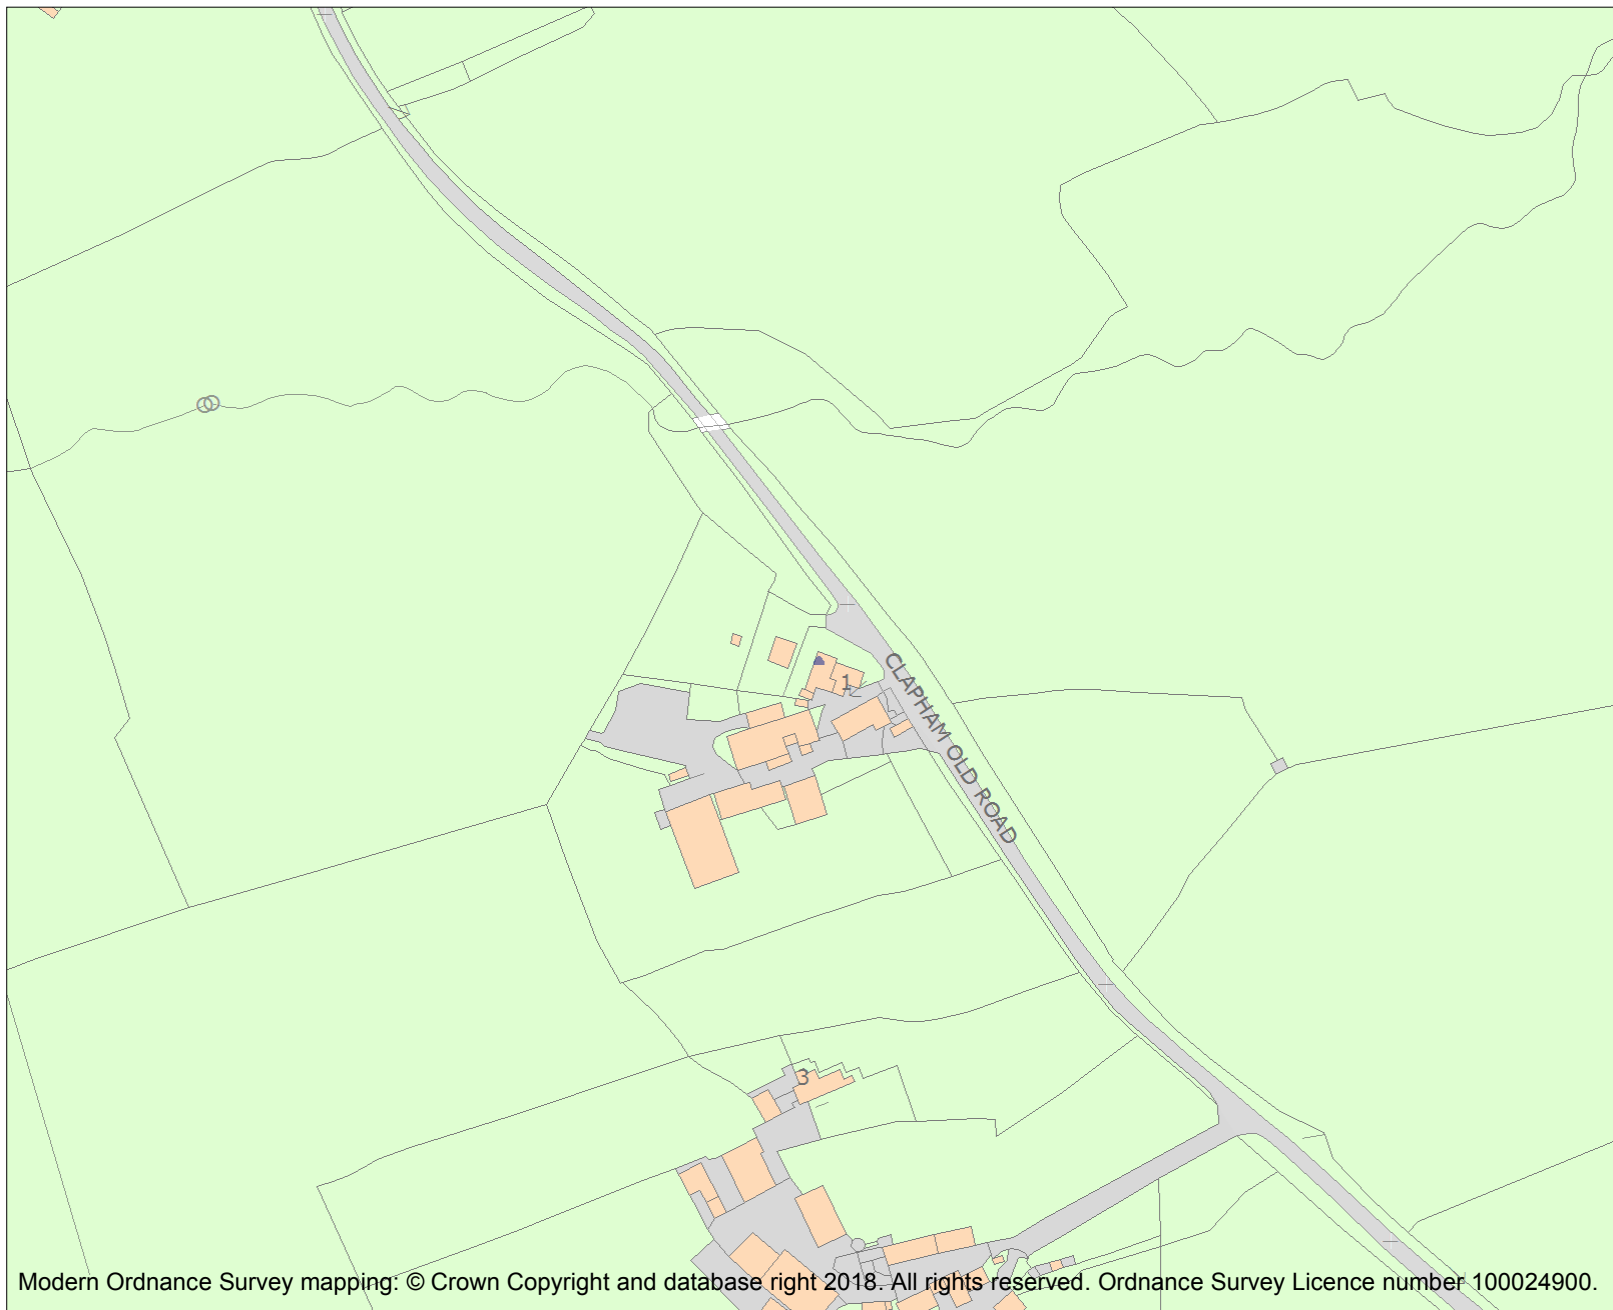 1
CLAPHAM OLD ROAD
3
Modern Ordnance Survey mapping: © Crown Copyright and database right 2018. All rights reserved. Ordnance Survey Licence number 100024900.